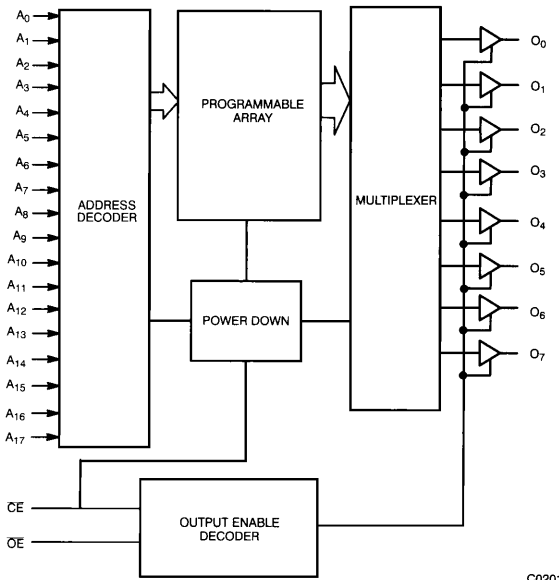 A0
A1
A2
A3
A4
A5
A6
A7
A8
A9
A10
A11
A12
A13
A14
A15
A16
A17
ADDRESS
DECODER
PROGRAMMABLE
ARRAY
POWER DOWN
MULTIPLEXER
O0
O1
O2
O3
O4
O5
O6
O7
CE
OE
OUTPUT ENABLE
DECODER